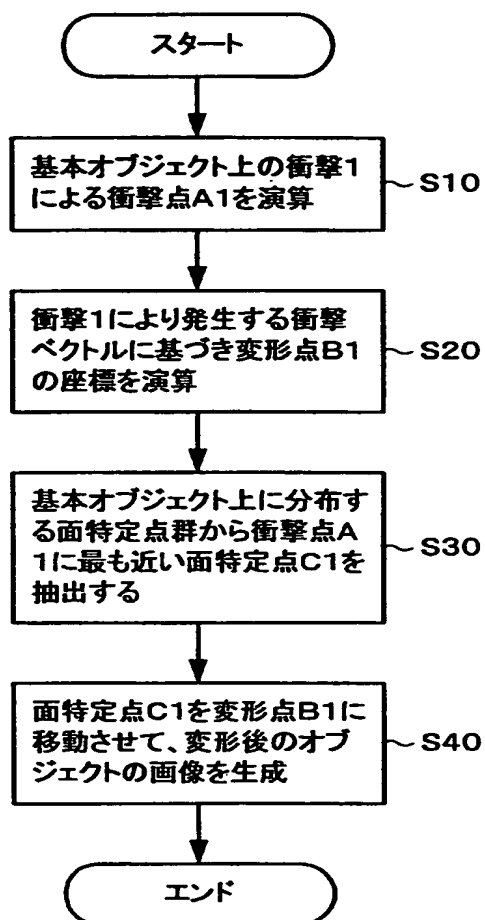 スタート
基本オブジェクト上の衝撃1
による衝撃点A1を演算
S10
衝撃1により発生する衝撃
ベクトルに基づき変形点B1
の座標を演算
S20
基本オブジェクト上に分布す
る面特定点群から衝撃点A
1に最も近い面特定点C1を
抽出する
S30
面特定点C1を変形点B1に
移動させて、変形後のオブ
ジェクトの画像を生成
S40
エンド